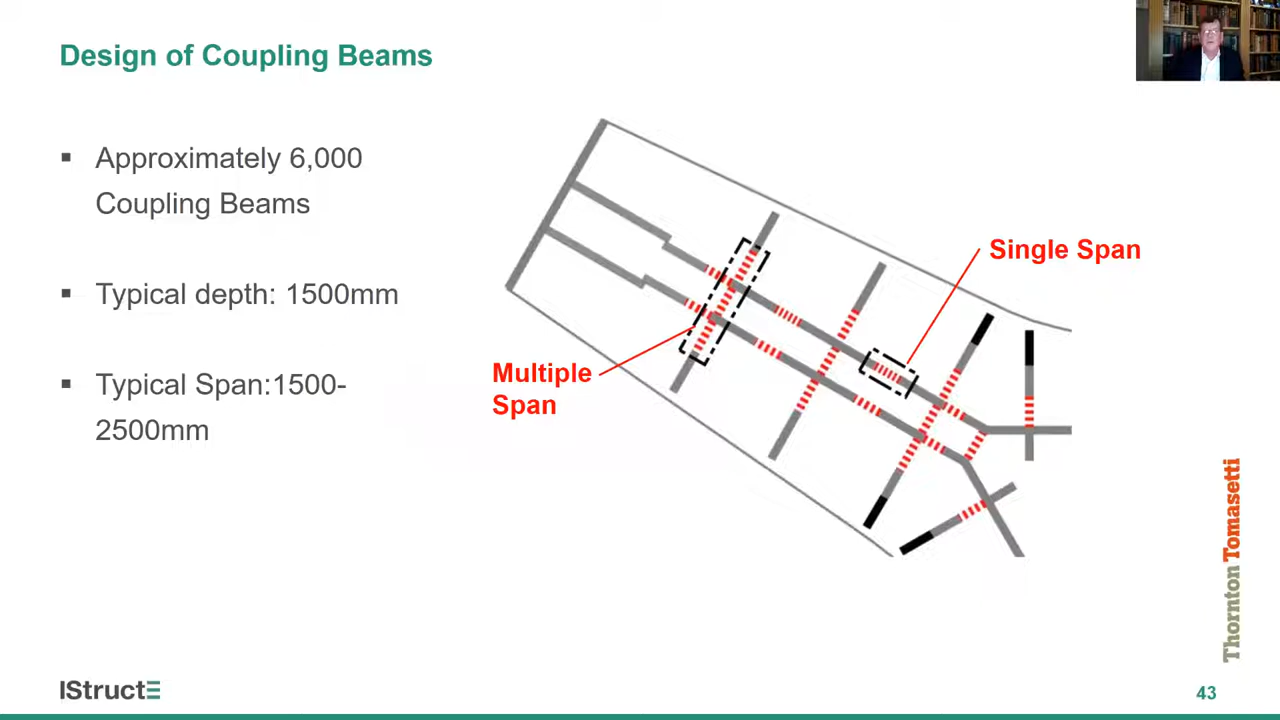 Design of Coupling Beams
▪ Approximately 6,000
Coupling Beams
▪ Typical depth: 1500mm
▪ Typical Span:1500-
2500mm
Single Span
Multiple
Span
Thornton Tomasetti
IStructE
43